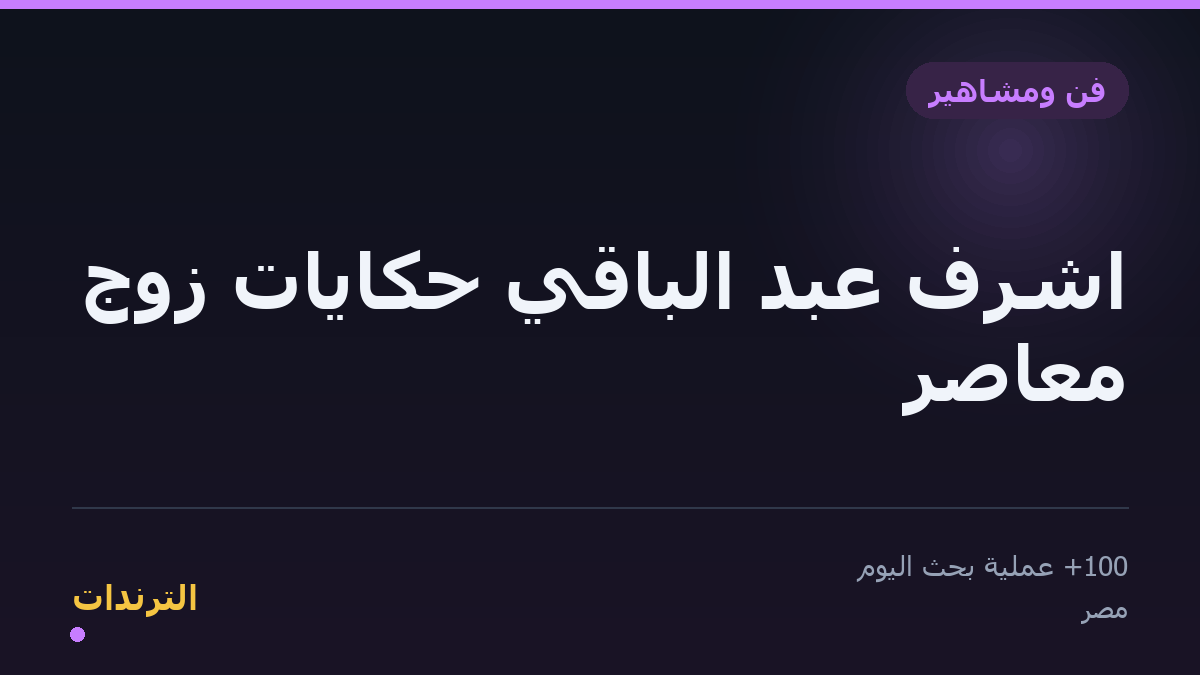 فن ومشاهير
اشرف عبد الباقي حكايات زوج
معاصر
100+ عملية بحث اليوم
مصر
الترندات